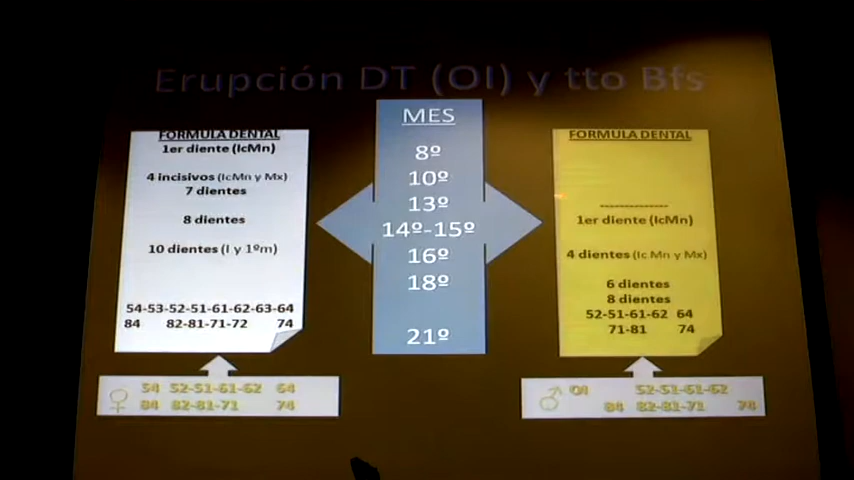 Erupción DT (OI) y tto Bfs
FORMULA DENTAL
1er diente (IcMn)
4 incisivos (IcMn y Mx)
7 dientes
8 dientes
10 dientes (I y 1ºm)
54-53-52-51-61-62-63-64
84 82-81-71-72 74
♀ 54 52-51-61-62 64
84 82-81-71 74
MES
8º
10º
13º
14º-15º
16º
18º
21º
FORMULA DENTAL
--------------
1er diente (IcMn)
4 dientes (Ic Mn y Mx)
6 dientes
8 dientes
52-51-61-62 64
71-81 74
♂ OI 52-51-61-62
84 82-81-71 74